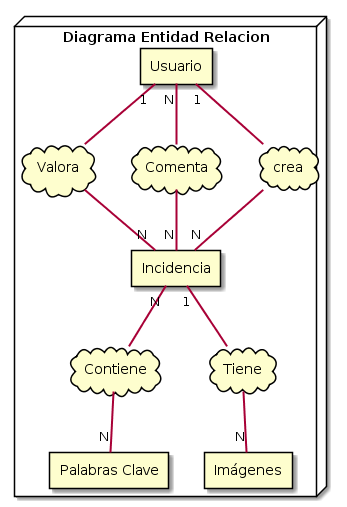 Diagrama Entidad Relacion
Usuario
1 N 1
Valora Comenta crea
N N N
Incidencia
N 1
Contiene Tiene
N N
Palabras Clave Imágenes